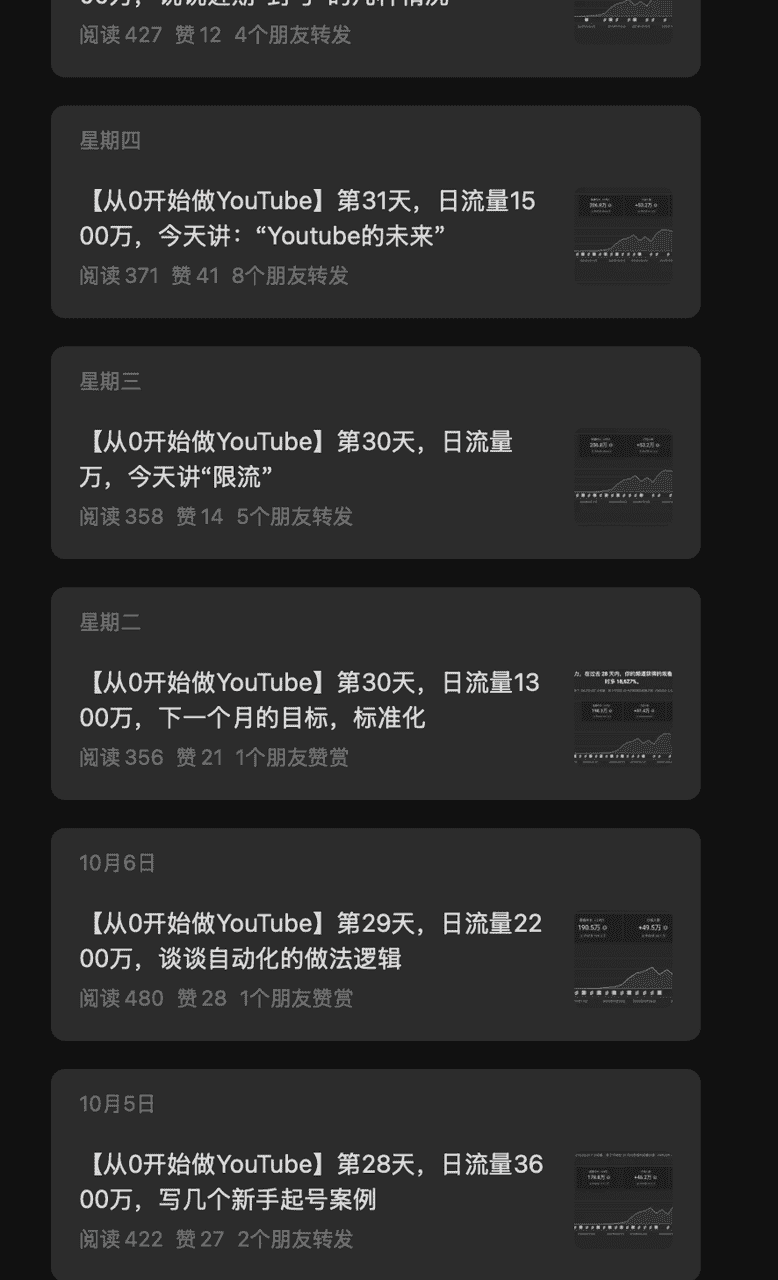 阅读 427 赞 12 4个朋友转发
星期四
【从0开始做YouTube】第31天，日流量15
00万，今天讲：“Youtube的未来”
阅读 371 赞 41 8个朋友转发
星期三
【从0开始做YouTube】第30天，日流量
万，今天讲“限流”
阅读 358 赞 14 5个朋友转发
星期二
【从0开始做YouTube】第30天，日流量13
00万，下一个月的目标，标准化
阅读 356 赞 21 1个朋友赞赏
10月6日
【从0开始做YouTube】第29天，日流量22
00万，谈谈自动化的做法逻辑
190.5万
+49.5万
阅读 480 赞 28 1个朋友赞赏
10月5日
【从0开始做YouTube】第28天，日流量36
00万，写几个新手起号案例
阅读 422 赞 27 2个朋友转发